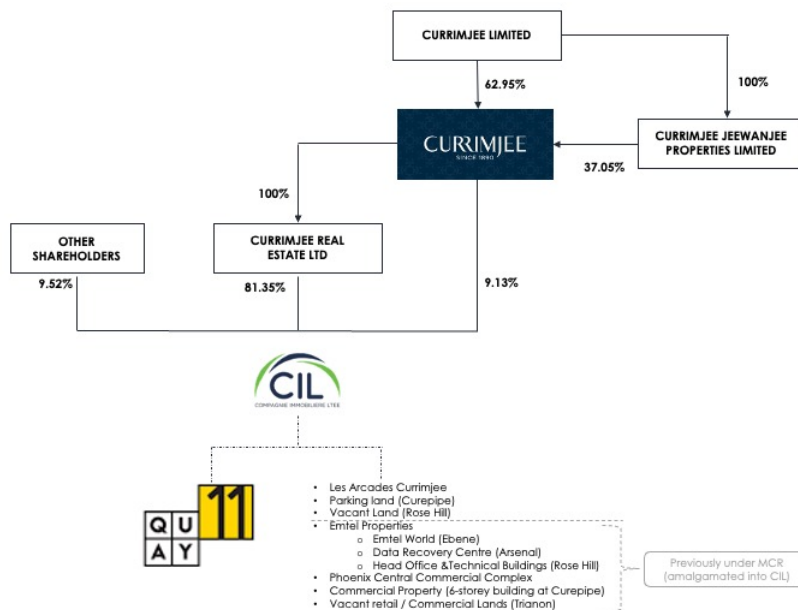 CURRIMJEE LIMITED
62.95%
100%
CURRIMJEE
SINCE 1890
CURRIMJEE JEEWANJEE
PROPERTIES LIMITED
37.05%
100%
OTHER
SHAREHOLDERS
CURRIMJEE REAL
ESTATE LTD
9.52%
81.35%
9.13%
CIL
COMPAGNIE IMMOBILIERE LTEE
11
QU
AY
• Les Arcades Currimjee
• Parking land (Curepipe)
• Vacant Land (Rose Hill)
• Emtel Properties
o Emtel World (Ebene)
o Data Recovery Centre (Arsenal)
o Head Office &Technical Buildings (Rose Hill)
• Phoenix Central Commercial Complex
• Commercial Property (6-storey building at Curepipe)
• Vacant retail / Commercial Lands (Trianon)
Previously under MCR
(amalgamated into CIL)